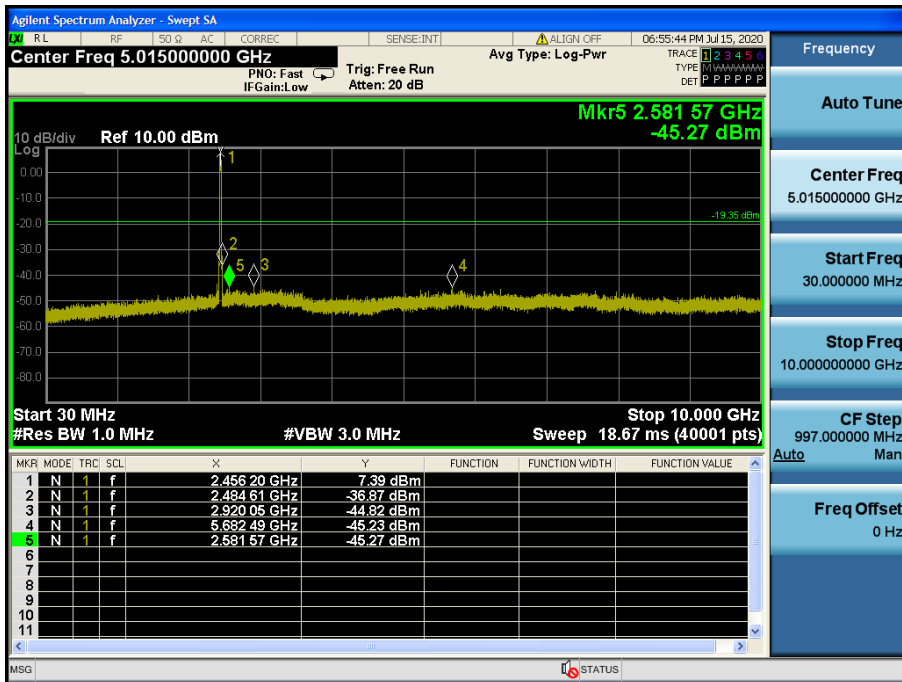 Agilent Spectrum Analyzer - Swept SA
LXI RL RF 50 Ω AC CORREC SENSE:INT ALIGN OFF 06:55:44 PM Jul 15, 2020
Center Freq 5.015000000 GHz
PNO: Fast
IFGain:Low
Trig: Free Run
Atten: 20 dB
Avg Type: Log-Pwr
TRACE 1 2 3 4 5 6
TYPE M WWWWW
DET P P P P P P
Mkr5 2.581 57 GHz
-45.27 dBm
10 dB/div Ref 10.00 dBm
Log
0.00
-10.0
-20.0
-30.0
-40.0
-50.0
-60.0
-70.0
-80.0
1
2
5
3
4
-19.35 dBm
Start 30 MHz Stop 10.000 GHz
#Res BW 1.0 MHz #VBW 3.0 MHz Sweep 18.67 ms (40001 pts)
MKR MODE TRC SCL X Y FUNCTION FUNCTION WIDTH FUNCTION VALUE
1 N 1 f 2.456 20 GHz 7.39 dBm
2 N 1 f 2.484 61 GHz -36.87 dBm
3 N 1 f 2.920 05 GHz -44.82 dBm
4 N 1 f 5.682 49 GHz -45.23 dBm
5 N 1 f 2.581 57 GHz -45.27 dBm
6
7
8
9
10
11
MSG STATUS
Frequency
Auto Tune
Center Freq
5.015000000 GHz
Start Freq
30.000000 MHz
Stop Freq
10.000000000 GHz
CF Step
997.000000 MHz
Auto Man
Freq Offset
0 Hz